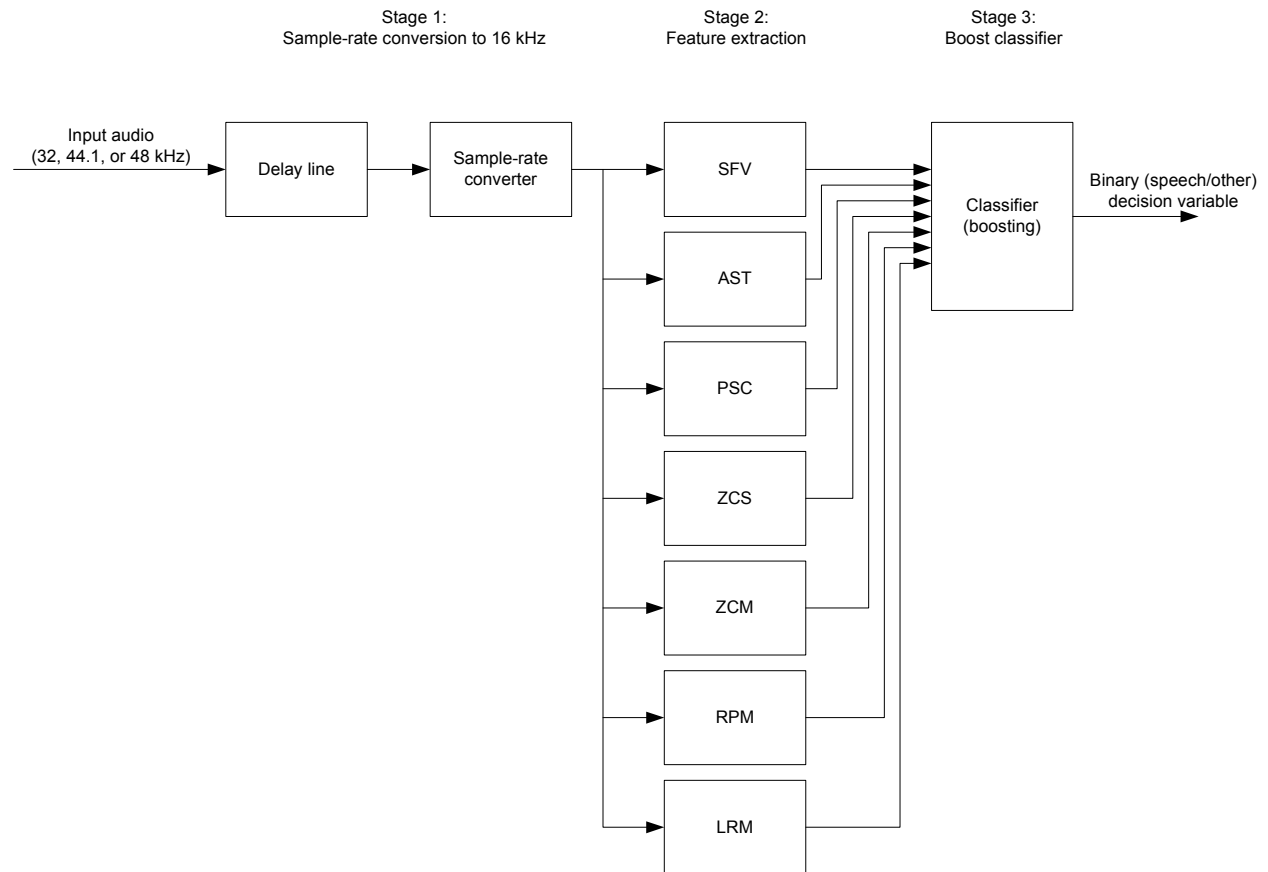 Stage 1:
Sample-rate conversion to 16 kHz
Stage 2:
Feature extraction
Stage 3:
Boost classifier
Input audio
(32, 44.1, or 48 kHz)
Delay line
Sample-rate
converter
SFV
AST
PSC
ZCS
ZCM
RPM
LRM
Classifier
(boosting)
Binary (speech/other)
decision variable